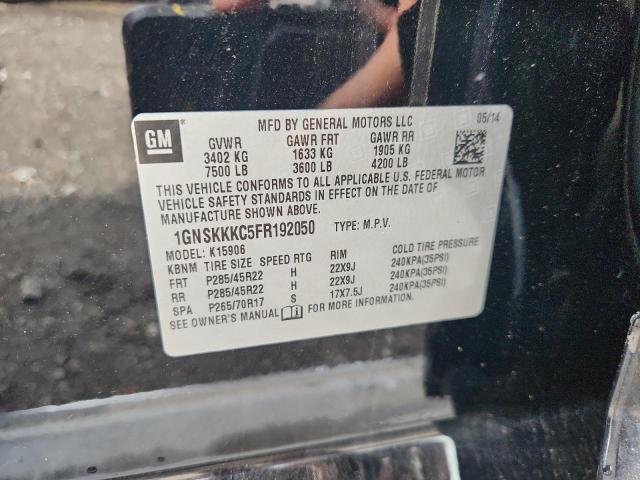 GM ®
MFD BY GENERAL MOTORS LLC 05/14
GVWR GAWR FRT GAWR RR
3402 KG 1633 KG 1905 KG
7500 LB 3600 LB 4200 LB
THIS VEHICLE CONFORMS TO ALL APPLICABLE U.S. FEDERAL MOTOR
VEHICLE SAFETY STANDARDS IN EFFECT ON THE DATE OF
MANUFACTURE SHOWN ABOVE.
1GNSKKKC5FR192050 TYPE: M.P.V.
MODEL: K15906
KBNM TIRE SIZE SPEED RTG RIM COLD TIRE PRESSURE
FRT P285/45R22 H 22X9J 240KPA(35PSI)
RR P285/45R22 H 22X9J 240KPA(35PSI)
SPA P265/70R17 S 17X7.5J 240KPA(35PSI)
SEE OWNER'S MANUAL FOR MORE INFORMATION.